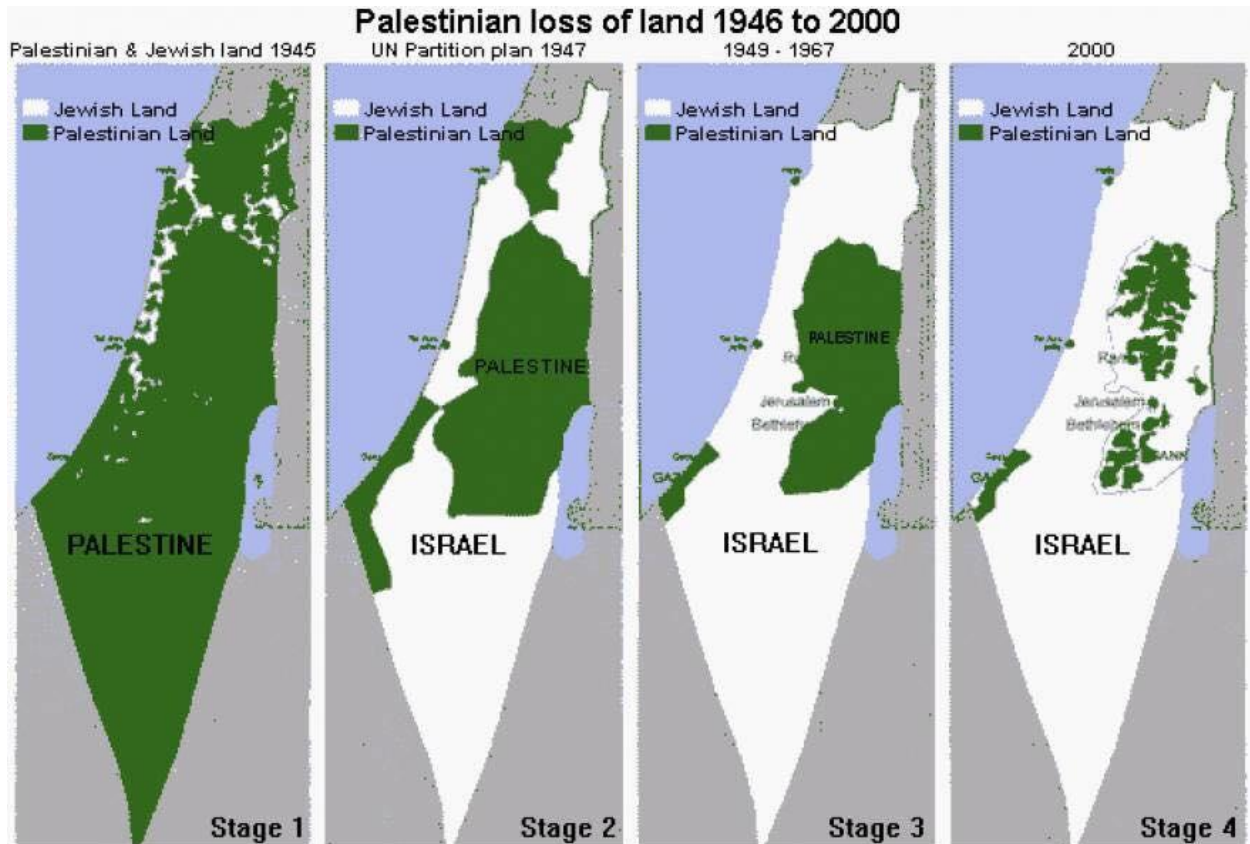 Palestinian loss of land 1946 to 2000
Palestinian & Jewish land 1945
UN Partition plan 1947
1949 - 1967
2000
Jewish Land
Palestinian Land
PALESTINE
Stage 1
Jewish Land
Palestinian Land
PALESTINE
ISRAEL
Stage 2
Jewish Land
Palestinian Land
PALESTINE
Jerusalem
ISRAEL
Stage 3
Jewish Land
Palestinian Land
Jerusalem
Bethlehem
ISRAEL
Stage 4